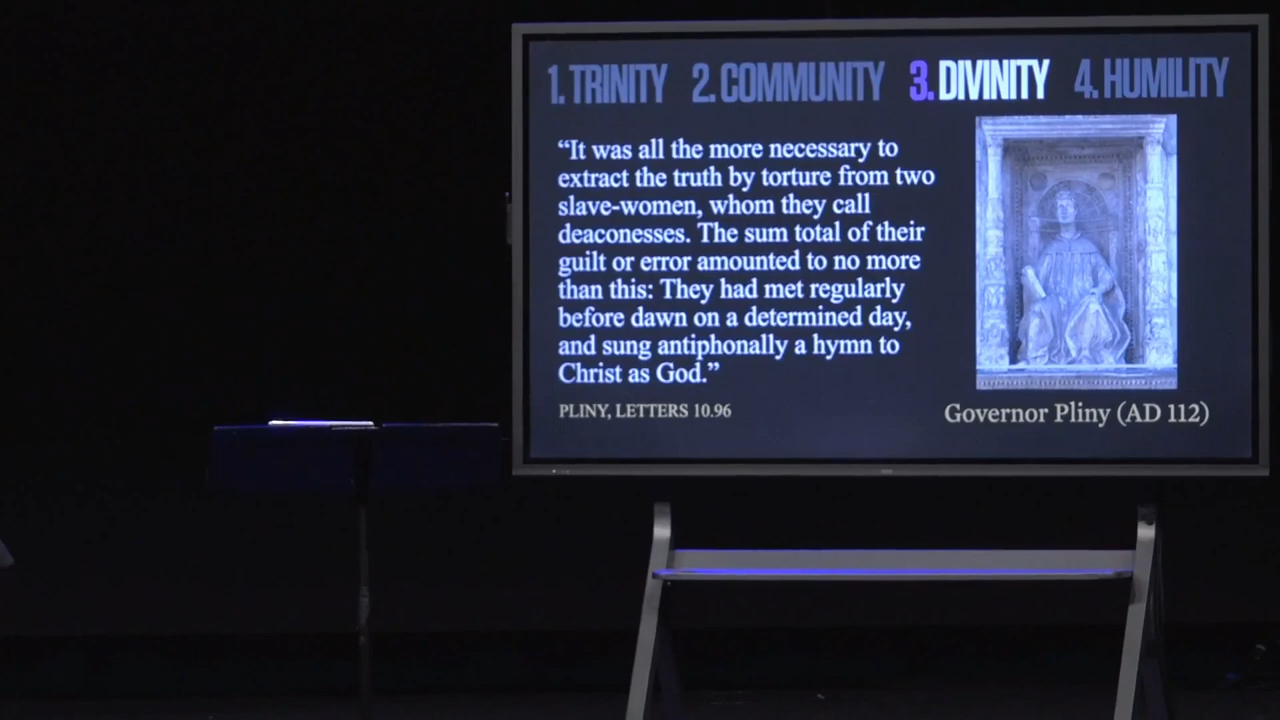 1. TRINITY 2. COMMUNITY 3. DIVINITY 4. HUMILITY
“It was all the more necessary to
extract the truth by torture from two
slave-women, whom they call
deaconesses. The sum total of their
guilt or error amounted to no more
than this: They had met regularly
before dawn on a determined day,
and sung antiphonally a hymn to
Christ as God.”
PLINY, LETTERS 10.96
Governor Pliny (AD 112)